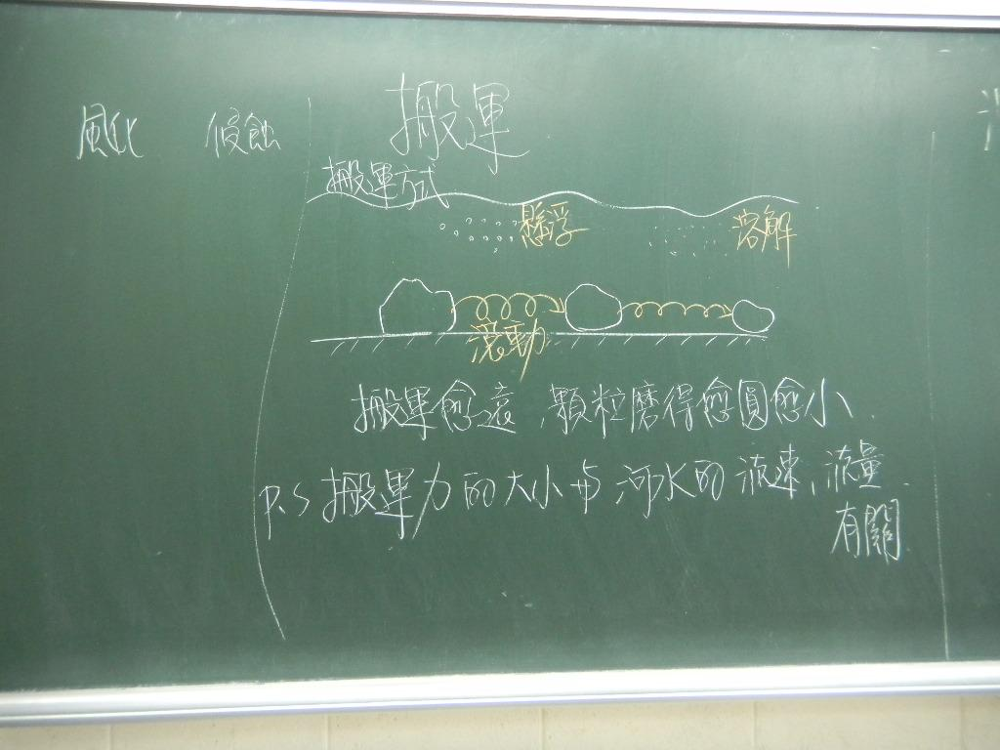 風化 侵蝕 搬運
搬運方式
懸浮 溶解
滾動
搬運愈遠,顆粒磨得愈圓愈小.
p.s 搬運力的大小与河水的流速、流量.
有關